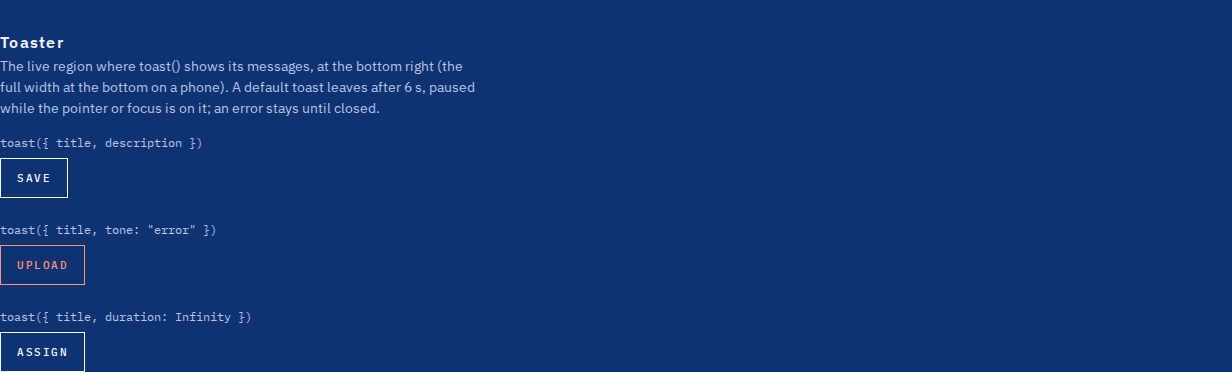 Toaster
The live region where toast() shows its messages, at the bottom right (the
full width at the bottom on a phone). A default toast leaves after 6 s, paused
while the pointer or focus is on it; an error stays until closed.
toast({ title, description })
SAVE
toast({ title, tone: "error" })
UPLOAD
toast({ title, duration: Infinity })
ASSIGN